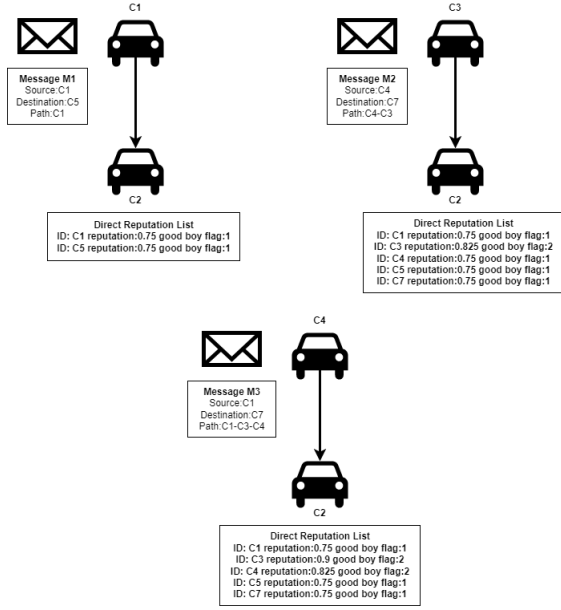 C1
Message M1
Source:C1
Destination:C5
Path:C1
C2
Direct Reputation List
ID: C1 reputation:0.75 good boy flag:1
ID: C5 reputation:0.75 good boy flag:1
C3
Message M2
Source:C4
Destination:C7
Path:C4-C3
C2
Direct Reputation List
ID: C1 reputation:0.75 good boy flag:1
ID: C3 reputation:0.825 good boy flag:2
ID: C4 reputation:0.75 good boy flag:1
ID: C5 reputation:0.75 good boy flag:1
ID: C7 reputation:0.75 good boy flag:1
C4
Message M3
Source:C1
Destination:C7
Path:C1-C3-C4
C2
Direct Reputation List
ID: C1 reputation:0.75 good boy flag:1
ID: C3 reputation:0.9 good boy flag:2
ID: C4 reputation:0.825 good boy flag:2
ID: C5 reputation:0.75 good boy flag:1
ID: C7 reputation:0.75 good boy flag:1